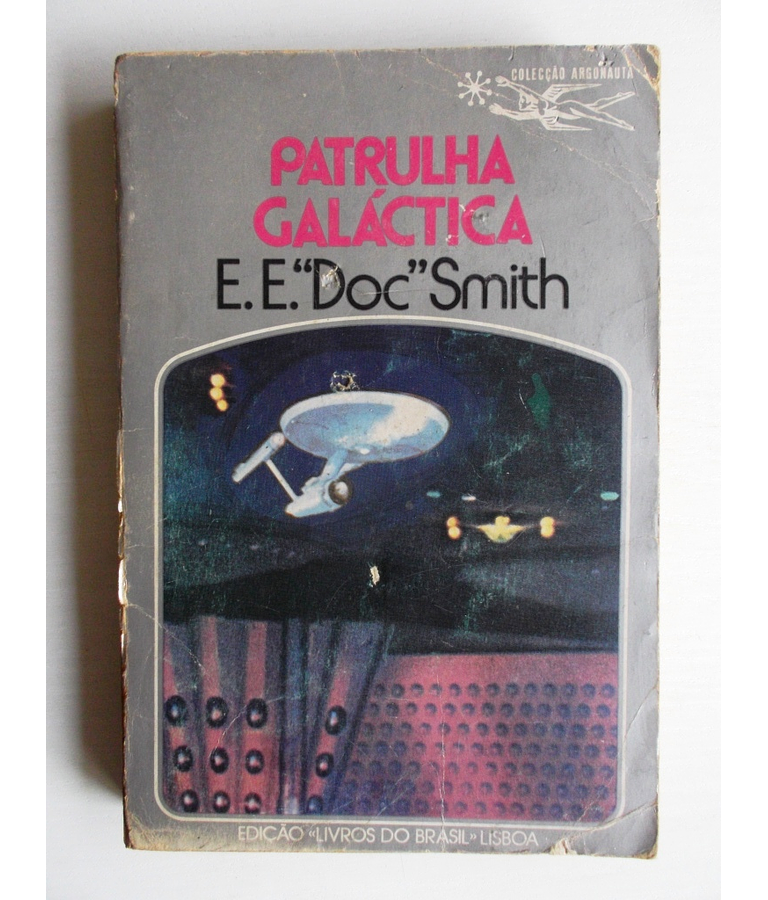 COLECÇÃO ARGONAUTA
PATRULHA
GALÁCTICA
E. E. “Doc” Smith
EDIÇÃO «LIVROS DO BRASIL» LISBOA